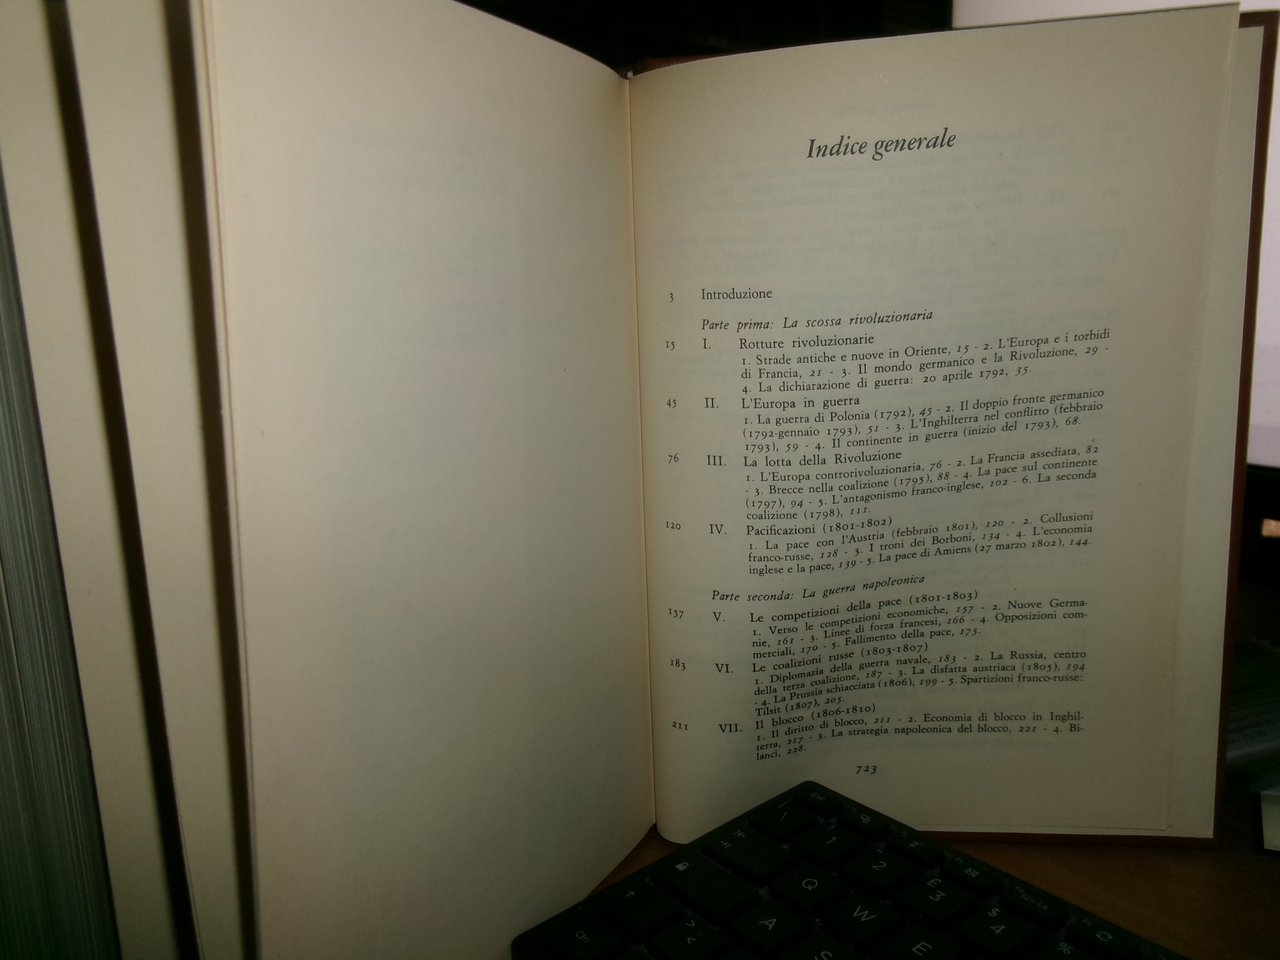 Indice generale
3 Introduzione
Parte prima: La scossa rivoluzionaria
15 I. Rotture rivoluzionarie
1. Strade antiche e nuove in Oriente, 15 - 2. L'Europa e i torbidi
di Francia, 21 - 3. Il mondo germanico e la Rivoluzione, 29 -
4. La dichiarazione di guerra: 20 aprile 1792, 35.
45 II. L'Europa in guerra
1. La guerra di Polonia (1792), 45 - 2. Il doppio fronte germanico
(1792-gennaio 1793), 51 - 3. L'Inghilterra nel conflitto (febbraio
1793), 59 - 4. Il continente in guerra (inizio del 1793), 68.
76 III. La lotta della Rivoluzione
1. L'Europa controrivoluzionaria, 76 - 2. La Francia assediata, 82
- 3. Brecce nella coalizione (1795), 88 - 4. La pace sul continente
(1797), 94 - 5. L'antagonismo franco-inglese, 102 - 6. La seconda
coalizione (1798), 111.
120 IV. Pacificazioni (1801-1802)
1. La pace con l'Austria (febbraio 1801), 120 - 2. Collusioni
franco-russe, 128 - 3. I troni dei Borboni, 134 - 4. L'economia
inglese e la pace, 139 - 5. La pace di Amiens (27 marzo 1802), 144.
Parte seconda: La guerra napoleonica
157 V. Le competizioni della pace (1801-1803)
1. Verso le competizioni economiche, 157 - 2. Nuove Germa-
nie, 161 - 3. Linee di forza francesi, 166 - 4. Opposizioni com-
merciali, 170 - 5. Fallimento della pace, 175.
183 VI. Le coalizioni russe (1803-1807)
1. Diplomazia della guerra navale, 183 - 2. La Russia, centro
della terza coalizione, 187 - 3. La disfatta austriaca (1805), 194
- 4. La Prussia schiacciata (1806), 199 - 5. Spartizioni franco-russe:
Tilsit (1807), 205.
211 VII. Il blocco (1806-1810)
1. Il diritto di blocco, 211 - 2. Economia di blocco in Inghil-
terra, 217 - 3. La strategia napoleonica del blocco, 221 - 4. Bi-
lanci, 228.
723
Esc
\ 1 2 £ 3 $ 4 %
Q W E
A S
> <
Ctrl